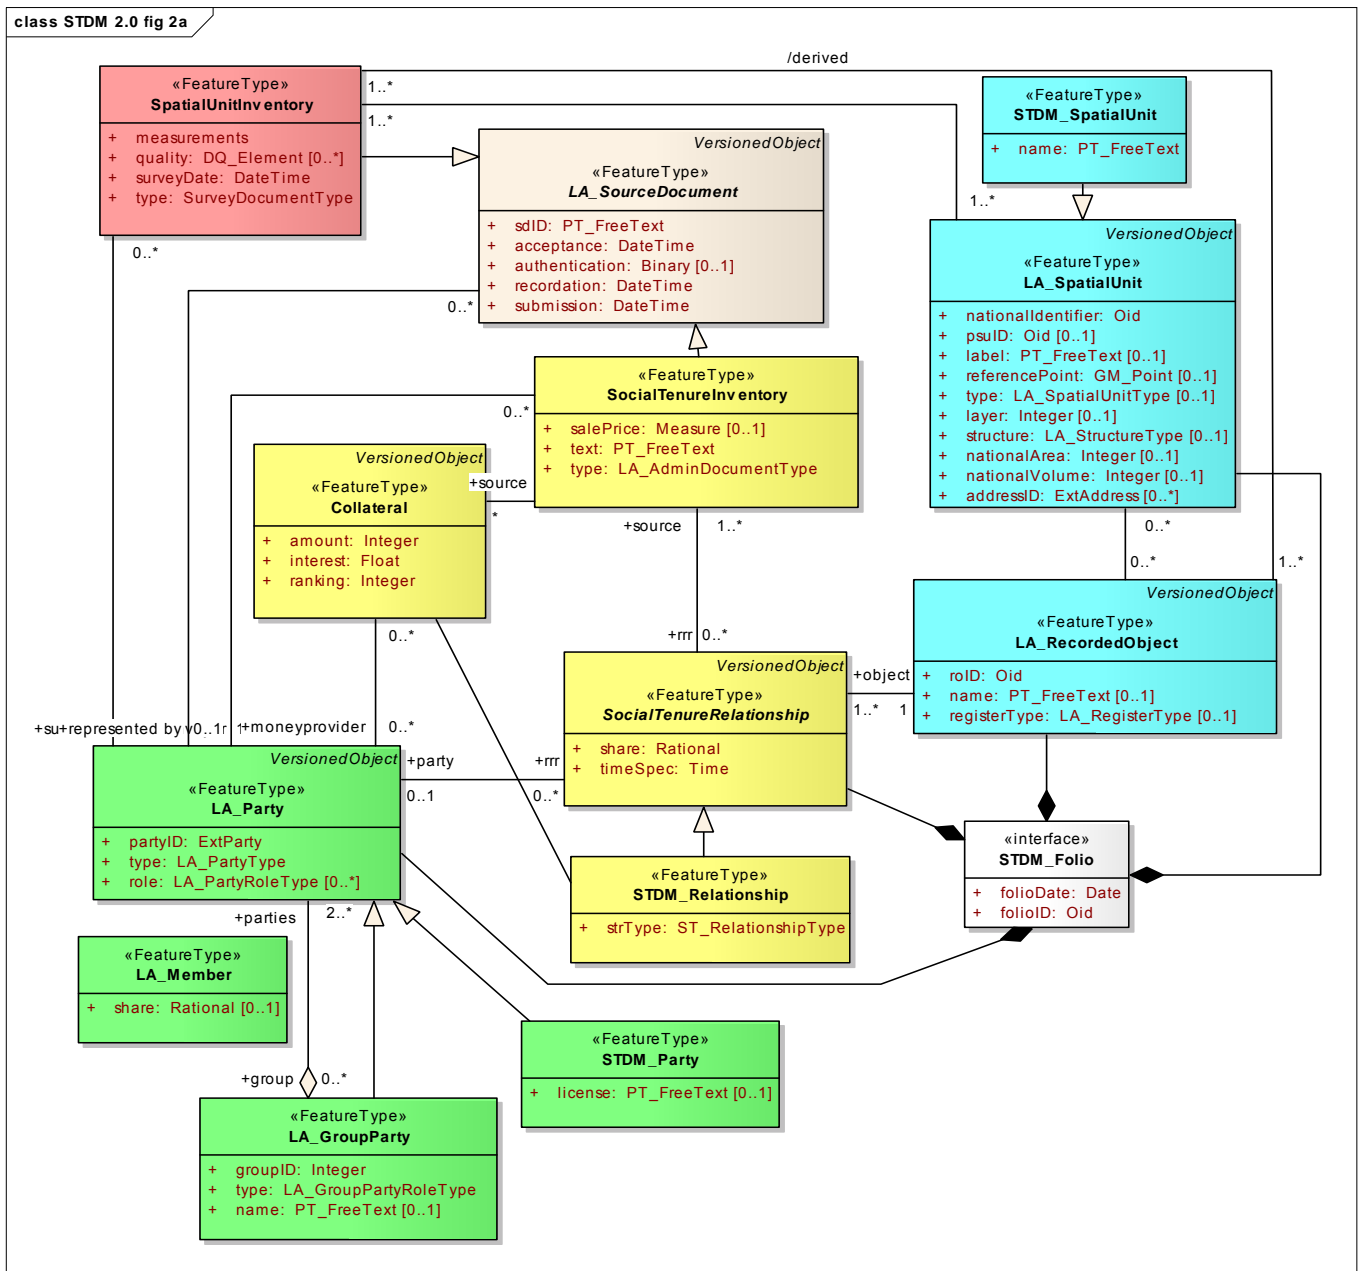 class STDM 2.0 fig 2a
/derived
«FeatureType»
SpatialUnitInventory
+ measurements
+ quality: DQ_Element [0..*]
+ surveyDate: DateTime
+ type: SurveyDocumentType
1..*
1..*
0..*
«FeatureType»
STDM_SpatialUnit
+ name: PT_FreeText
VersionedObject
«FeatureType»
LA_SourceDocument
+ sdID: PT_FreeText
+ acceptance: DateTime
+ authentication: Binary [0..1]
+ recordation: DateTime
+ submission: DateTime
0..*
1..*
VersionedObject
«FeatureType»
LA_SpatialUnit
+ nationalIdentifier: Oid
+ psuID: Oid [0..1]
+ label: PT_FreeText [0..1]
+ referencePoint: GM_Point [0..1]
+ type: LA_SpatialUnitType [0..1]
+ layer: Integer [0..1]
+ structure: LA_StructureType [0..1]
+ nationalArea: Integer [0..1]
+ nationalVolume: Integer [0..1]
+ addressID: ExtAddress [0..*]
0..*
0..*
1..*
«FeatureType»
SocialTenureInventory
+ salePrice: Measure [0..1]
+ text: PT_FreeText
+ type: LA_AdminDocumentType
0..*
+source
*
+source
1..*
VersionedObject
«FeatureType»
Collateral
+ amount: Integer
+ interest: Float
+ ranking: Integer
0..*
+rrr
0..*
VersionedObject
«FeatureType»
LA_RecordedObject
+ roID: Oid
+ name: PT_FreeText [0..1]
+ registerType: LA_RegisterType [0..1]
VersionedObject
«FeatureType»
SocialTenureRelationship
+ share: Rational
+ timeSpec: Time
+object
1..*
1
+su+represented by
0..1
+moneyprovider
0..*
VersionedObject
«FeatureType»
LA_Party
+ partyID: ExtParty
+ type: LA_PartyType
+ role: LA_PartyRoleType [0..*]
+party
0..1
+rrr
0..*
«interface»
STDM_Folio
+ folioDate: Date
+ folioID: Oid
«FeatureType»
STDM_Relationship
+ strType: ST_RelationshipType
+parties
2..*
«FeatureType»
LA_Member
+ share: Rational [0..1]
«FeatureType»
STDM_Party
+ license: PT_FreeText [0..1]
+group
0..*
«FeatureType»
LA_GroupParty
+ groupID: Integer
+ type: LA_GroupPartyRoleType
+ name: PT_FreeText [0..1]